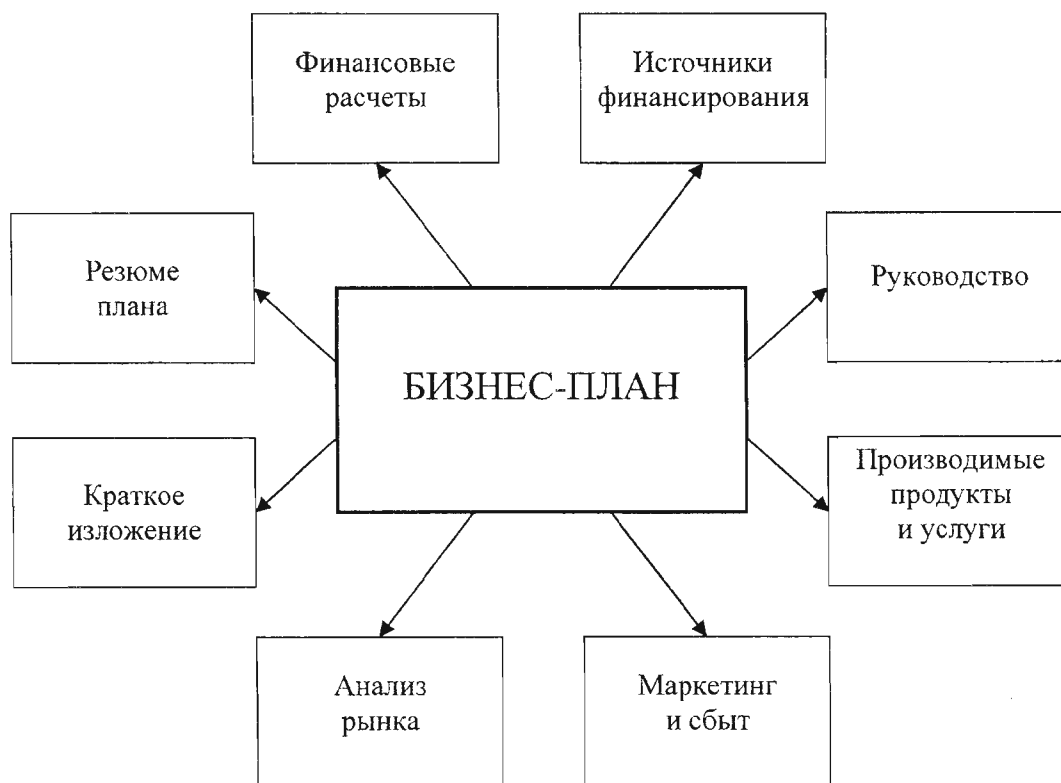 Финансовые
расчеты
Источники
финансирования
Резюме
плана
Руководство
БИЗНЕС-ПЛАН
Краткое
изложение
Производимые
продукты
и услуги
Анализ
рынка
Маркетинг
и сбыт